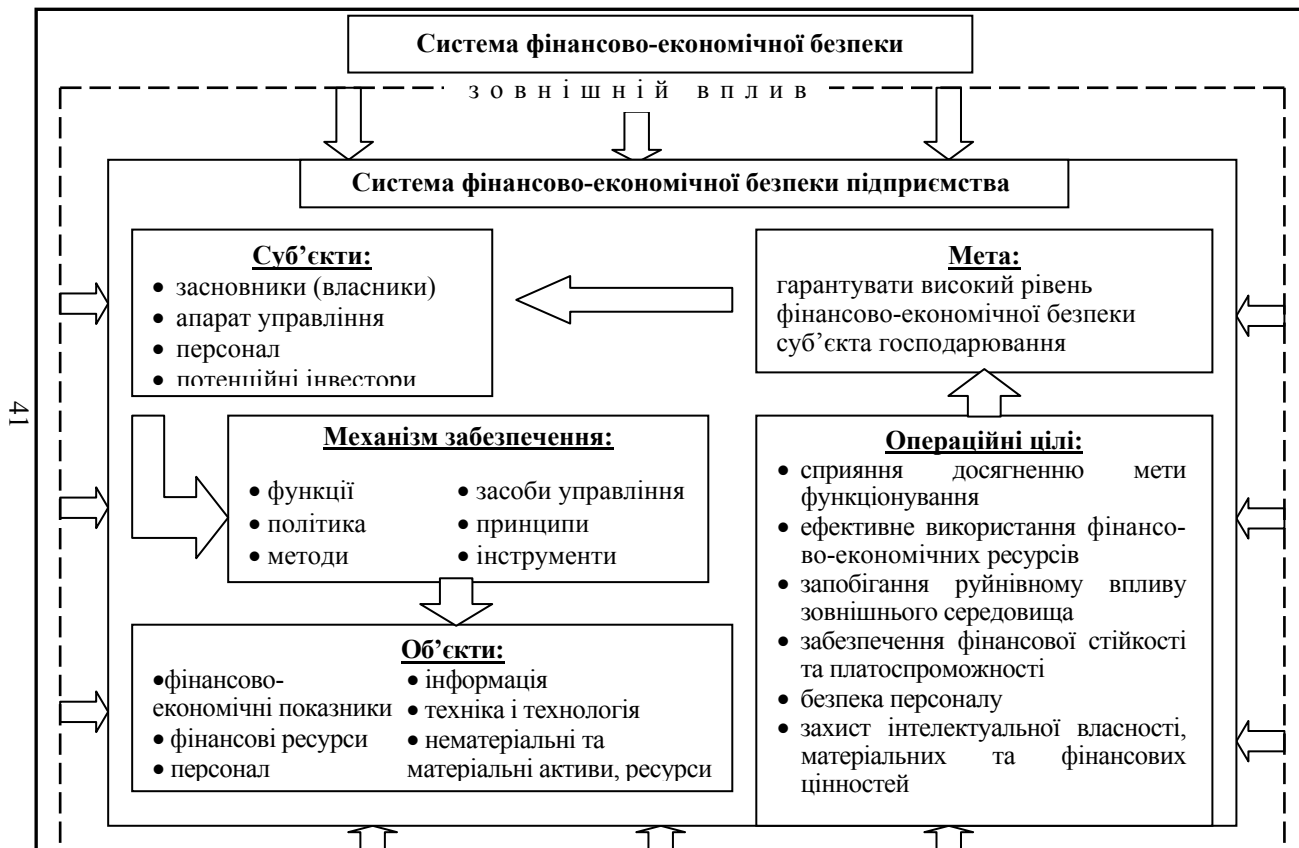 Система фінансово-економічної безпеки
зовнішній вплив
Система фінансово-економічної безпеки підприємства
Суб’єкти:
• засновники (власники)
• апарат управління
• персонал
• потенційні інвестори
Мета:
гарантувати високий рівень
фінансово-економічної безпеки
суб’єкта господарювання
41
Механізм забезпечення:
• функції
• політика
• методи
• засоби управління
• принципи
• інструменти
Операційні цілі:
• сприяння досягненню мети
функціонування
• ефективне використання фінансо-
во-економічних ресурсів
• запобігання руйнівному впливу
зовнішнього середовища
• забезпечення фінансової стійкості
та платоспроможності
• безпека персоналу
• захист інтелектуальної власності,
матеріальних та фінансових
цінностей
Об’єкти:
•фінансово-
економічні показники
• фінансові ресурси
• персонал
• інформація
• техніка і технологія
• нематеріальні та
матеріальні активи, ресурси